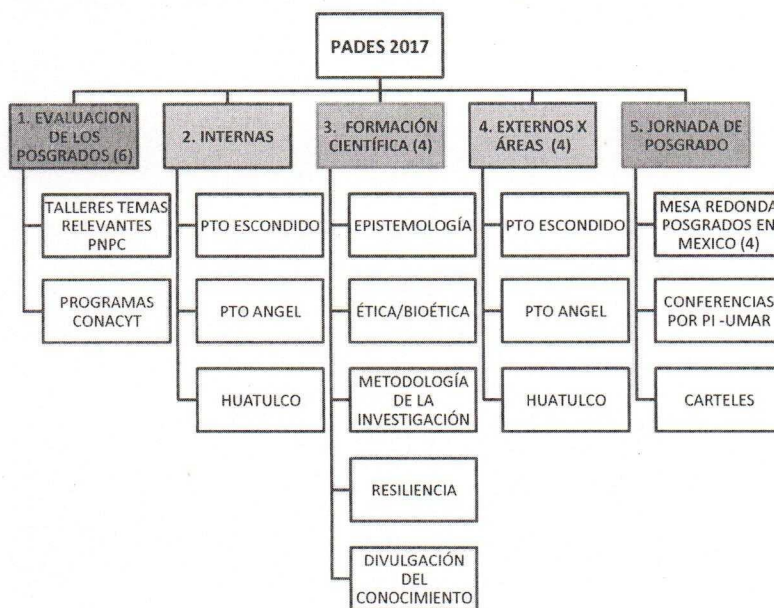 PADES 2017
1. EVALUACION
DE LOS
POSGRADOS (6)
TALLERES TEMAS
RELEVANTES
PNPC
PROGRAMAS
CONACYT
2. INTERNAS
PTO ESCONDIDO
PTO ANGEL
HUATULCO
3. FORMACIÓN
CIENTÍFICA (4)
EPISTEMOLOGÍA
ÉTICA/BIOÉTICA
METODOLOGÍA
DE LA
INVESTIGACIÓN
RESILIENCIA
DIVULGACIÓN
DEL
CONOCIMIENTO
4. EXTERNOS X
ÁREAS (4)
PTO ESCONDIDO
PTO ANGEL
HUATULCO
5. JORNADA DE
POSGRADO
MESA REDONDA
POSGRADOS EN
MEXICO (4)
CONFERENCIAS
POR PI -UMAR
CARTELES